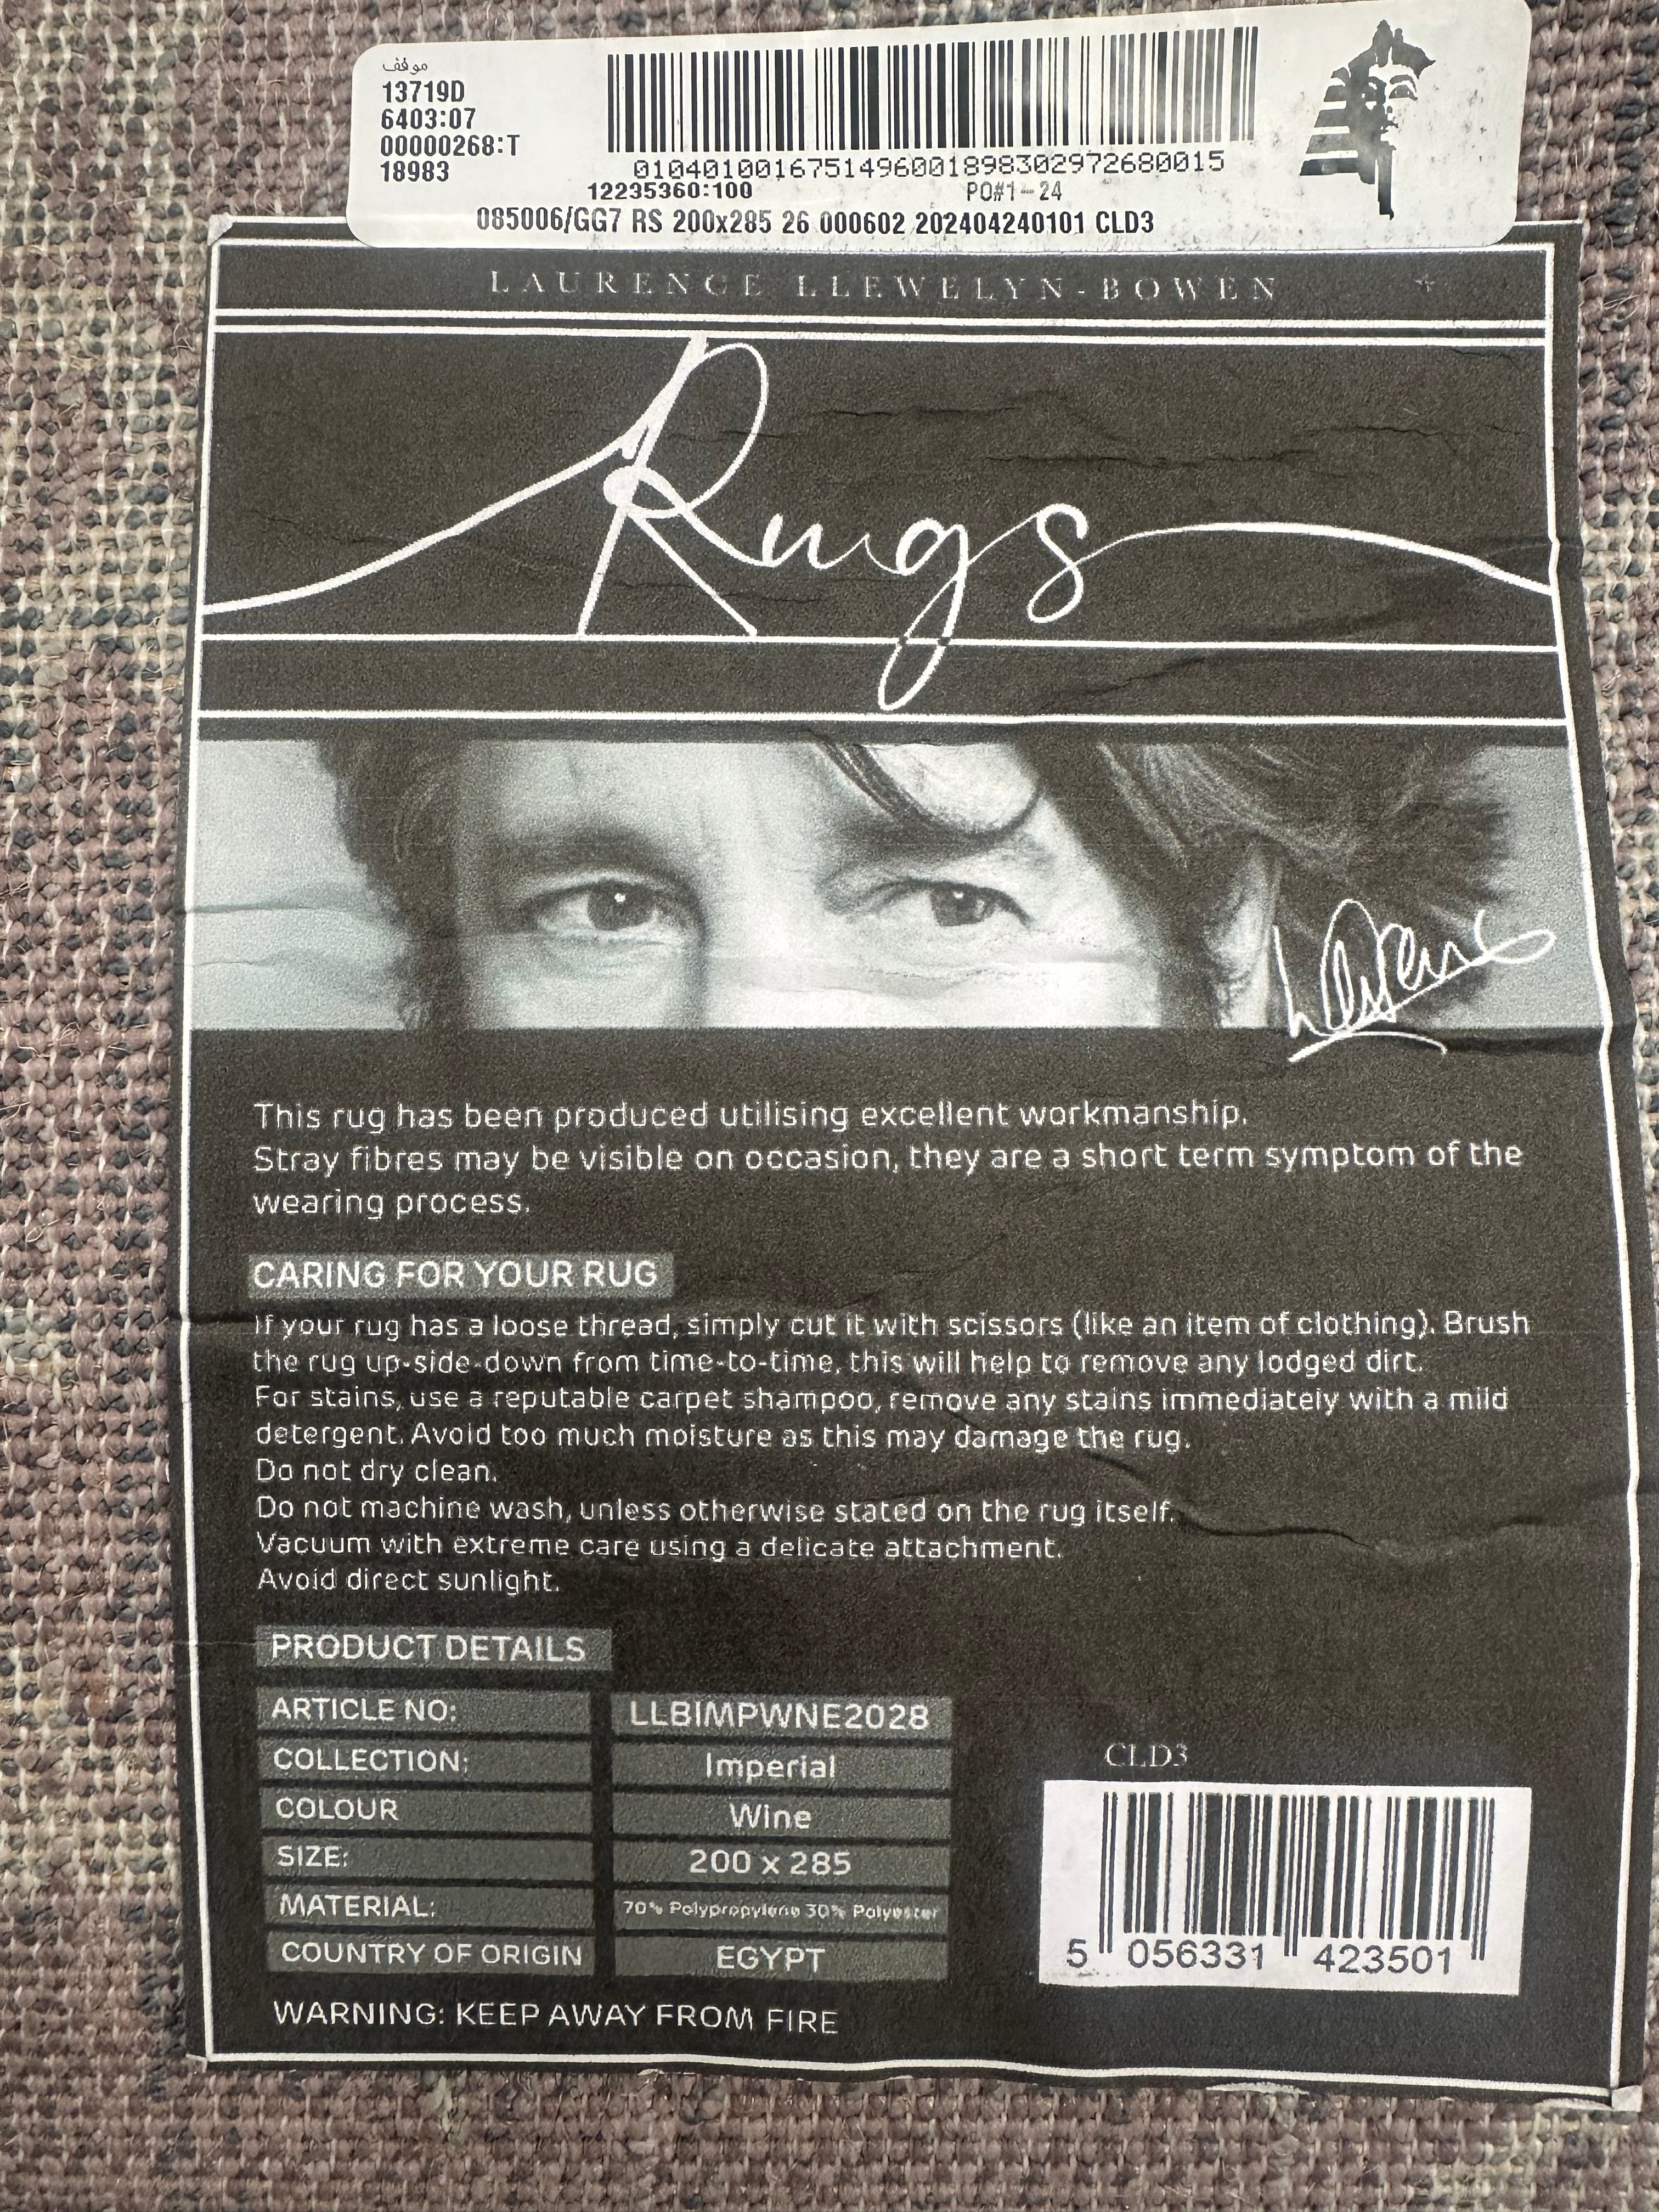 موقف
13719D
6403:07
00000268:T
18983
0104010016751496001898302972680015
12235360:100 PO#1-24
085006/GG7 RS 200x285 26 000602 202404240101 CLD3
LAURENCE LLEWELYN-BOWEN
Rugs
This rug has been produced utilising excellent workmanship.
Stray fibres may be visible on occasion, they are a short term symptom of the
wearing process.
CARING FOR YOUR RUG
If your rug has a loose thread, simply cut it with scissors (like an item of clothing). Brush
the rug up-side-down from time-to-time, this will help to remove any lodged dirt.
For stains, use a reputable carpet shampoo, remove any stains immediately with a mild
detergent. Avoid too much moisture as this may damage the rug.
Do not dry clean.
Do not machine wash, unless otherwise stated on the rug itself.
Vacuum with extreme care using a delicate attachment.
Avoid direct sunlight.
PRODUCT DETAILS
ARTICLE NO: LLBIMPWNE2028
COLLECTION: Imperial
COLOUR Wine
SIZE: 200 x 285
MATERIAL: 70% Polypropylene 30% Polyester
COUNTRY OF ORIGIN EGYPT
CLD3
5 056331 423501
WARNING: KEEP AWAY FROM FIRE